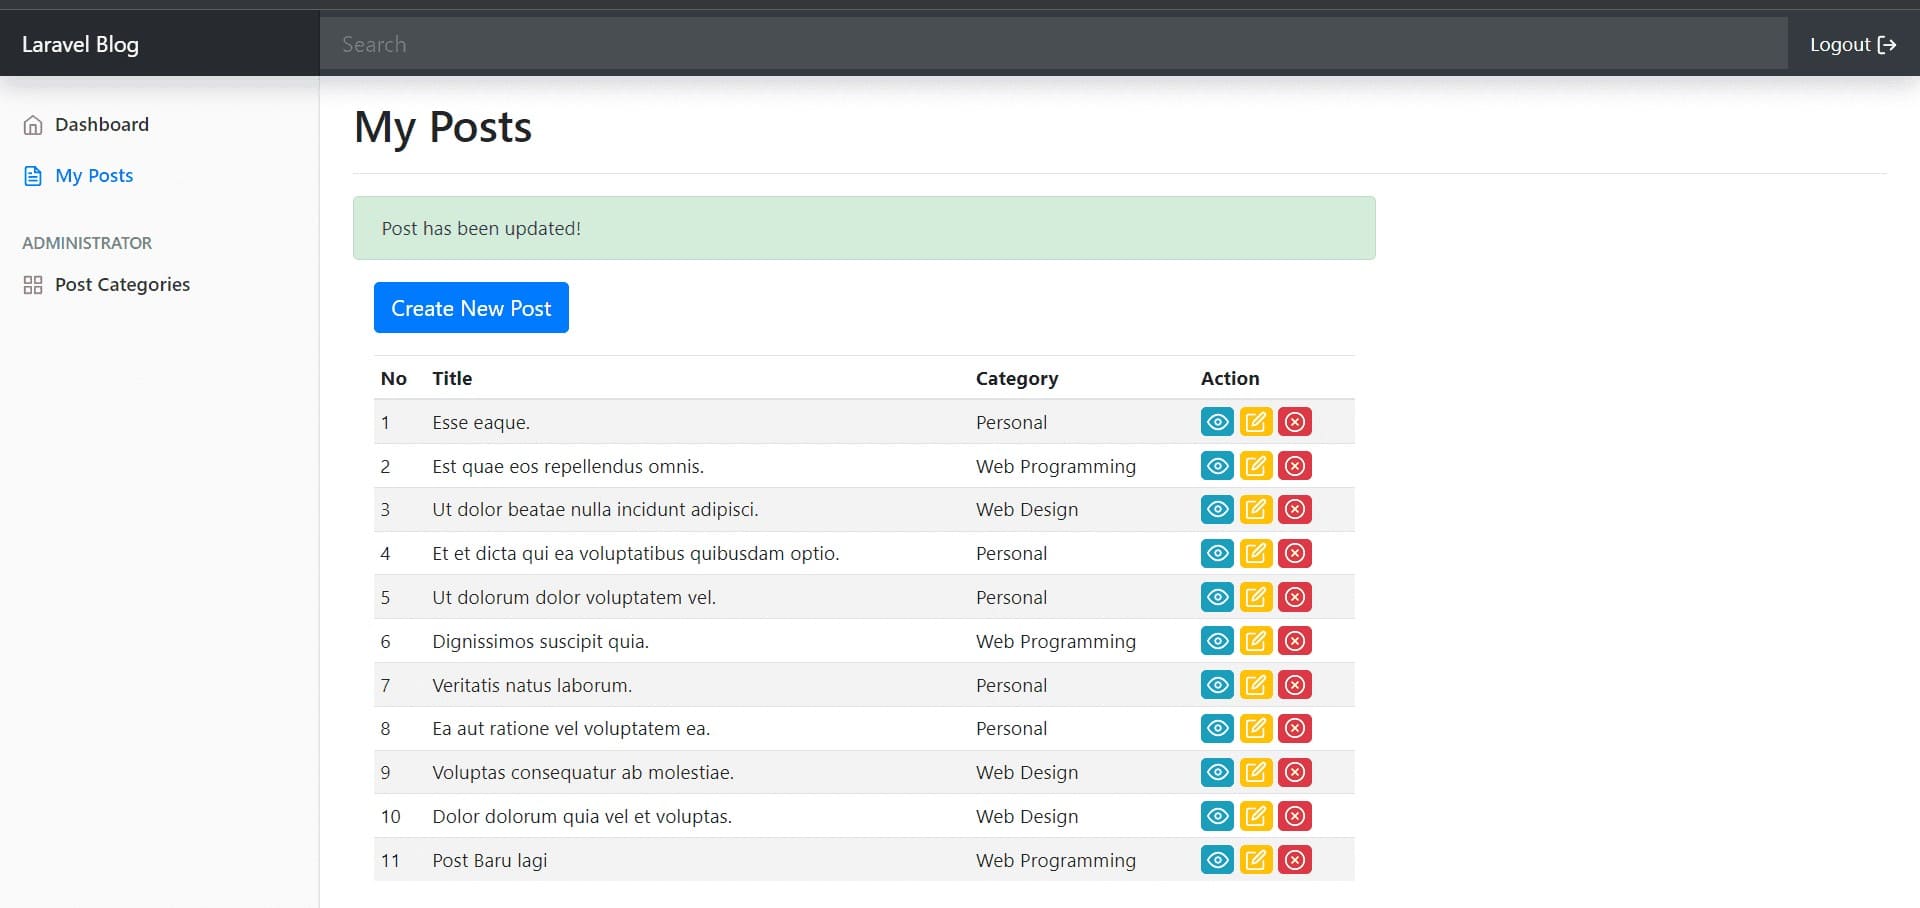 Laravel Blog
Search
Logout
Dashboard
My Posts
ADMINISTRATOR
Post Categories
My Posts
Post has been updated!
Create New Post
No Title Category Action
1 Esse eaque. Personal
2 Est quae eos repellendus omnis. Web Programming
3 Ut dolor beatae nulla incidunt adipisci. Web Design
4 Et et dicta qui ea voluptatibus quibusdam optio. Personal
5 Ut dolorum dolor voluptatem vel. Personal
6 Dignissimos suscipit quia. Web Programming
7 Veritatis natus laborum. Personal
8 Ea aut ratione vel voluptatem ea. Personal
9 Voluptas consequatur ab molestiae. Web Design
10 Dolor dolorum quia vel et voluptas. Web Design
11 Post Baru lagi Web Programming